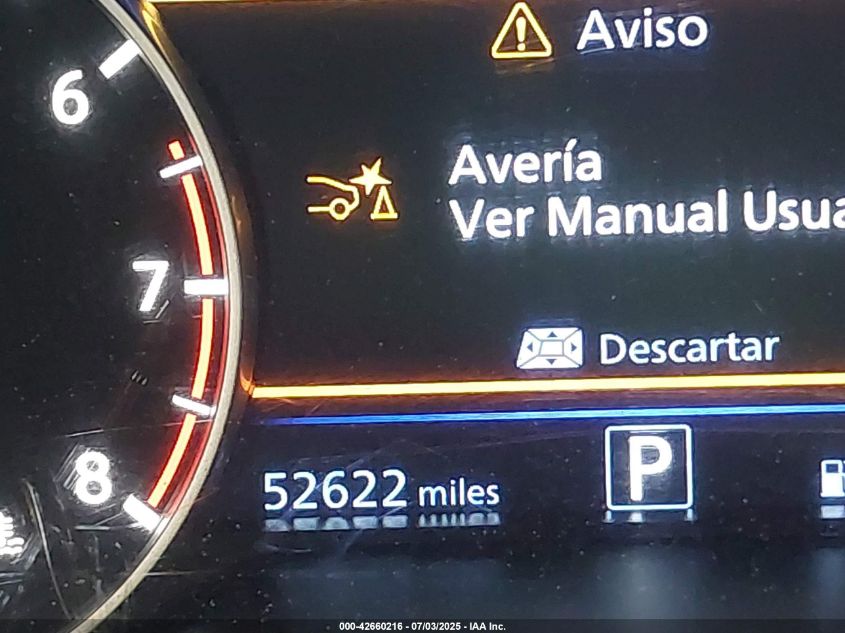 Aviso
6
Avería
Ver Manual Usua
7
Descartar
P
8
52622 miles
000-42660216 - 07/03/2025 - IAA Inc.